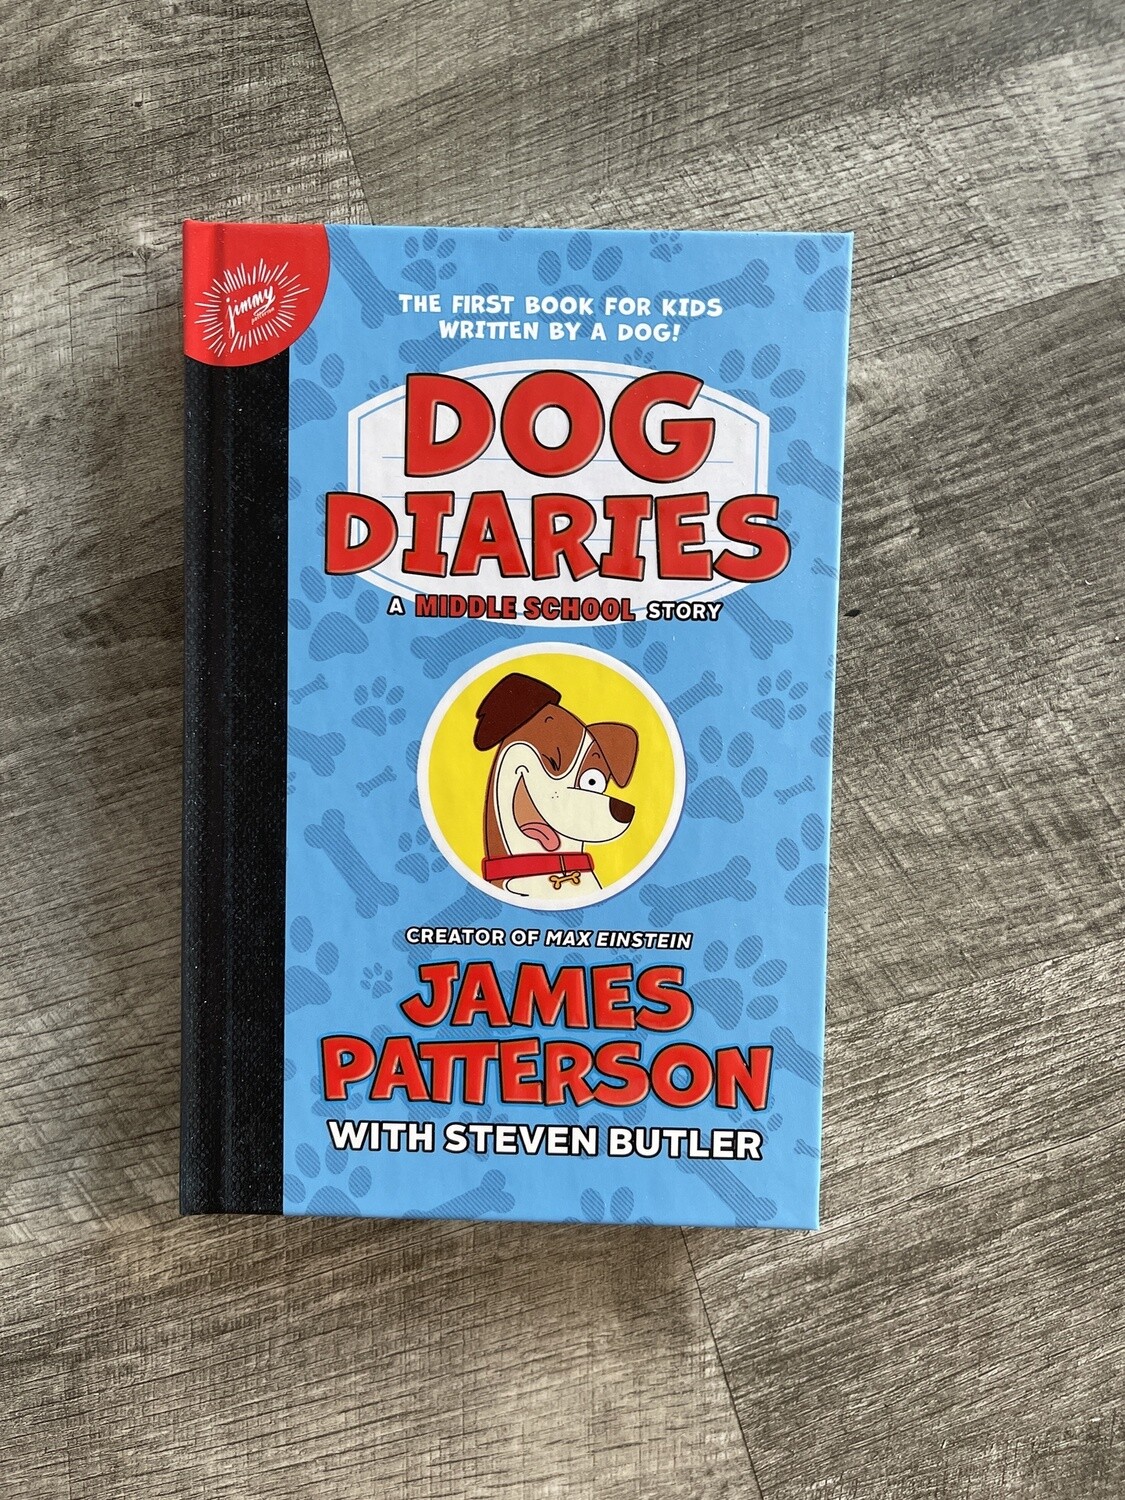 jimmy
patterson
THE FIRST BOOK FOR KIDS
WRITTEN BY A DOG!
DOG
DIARIES
A MIDDLE SCHOOL STORY
CREATOR OF MAX EINSTEIN
JAMES
PATTERSON
WITH STEVEN BUTLER